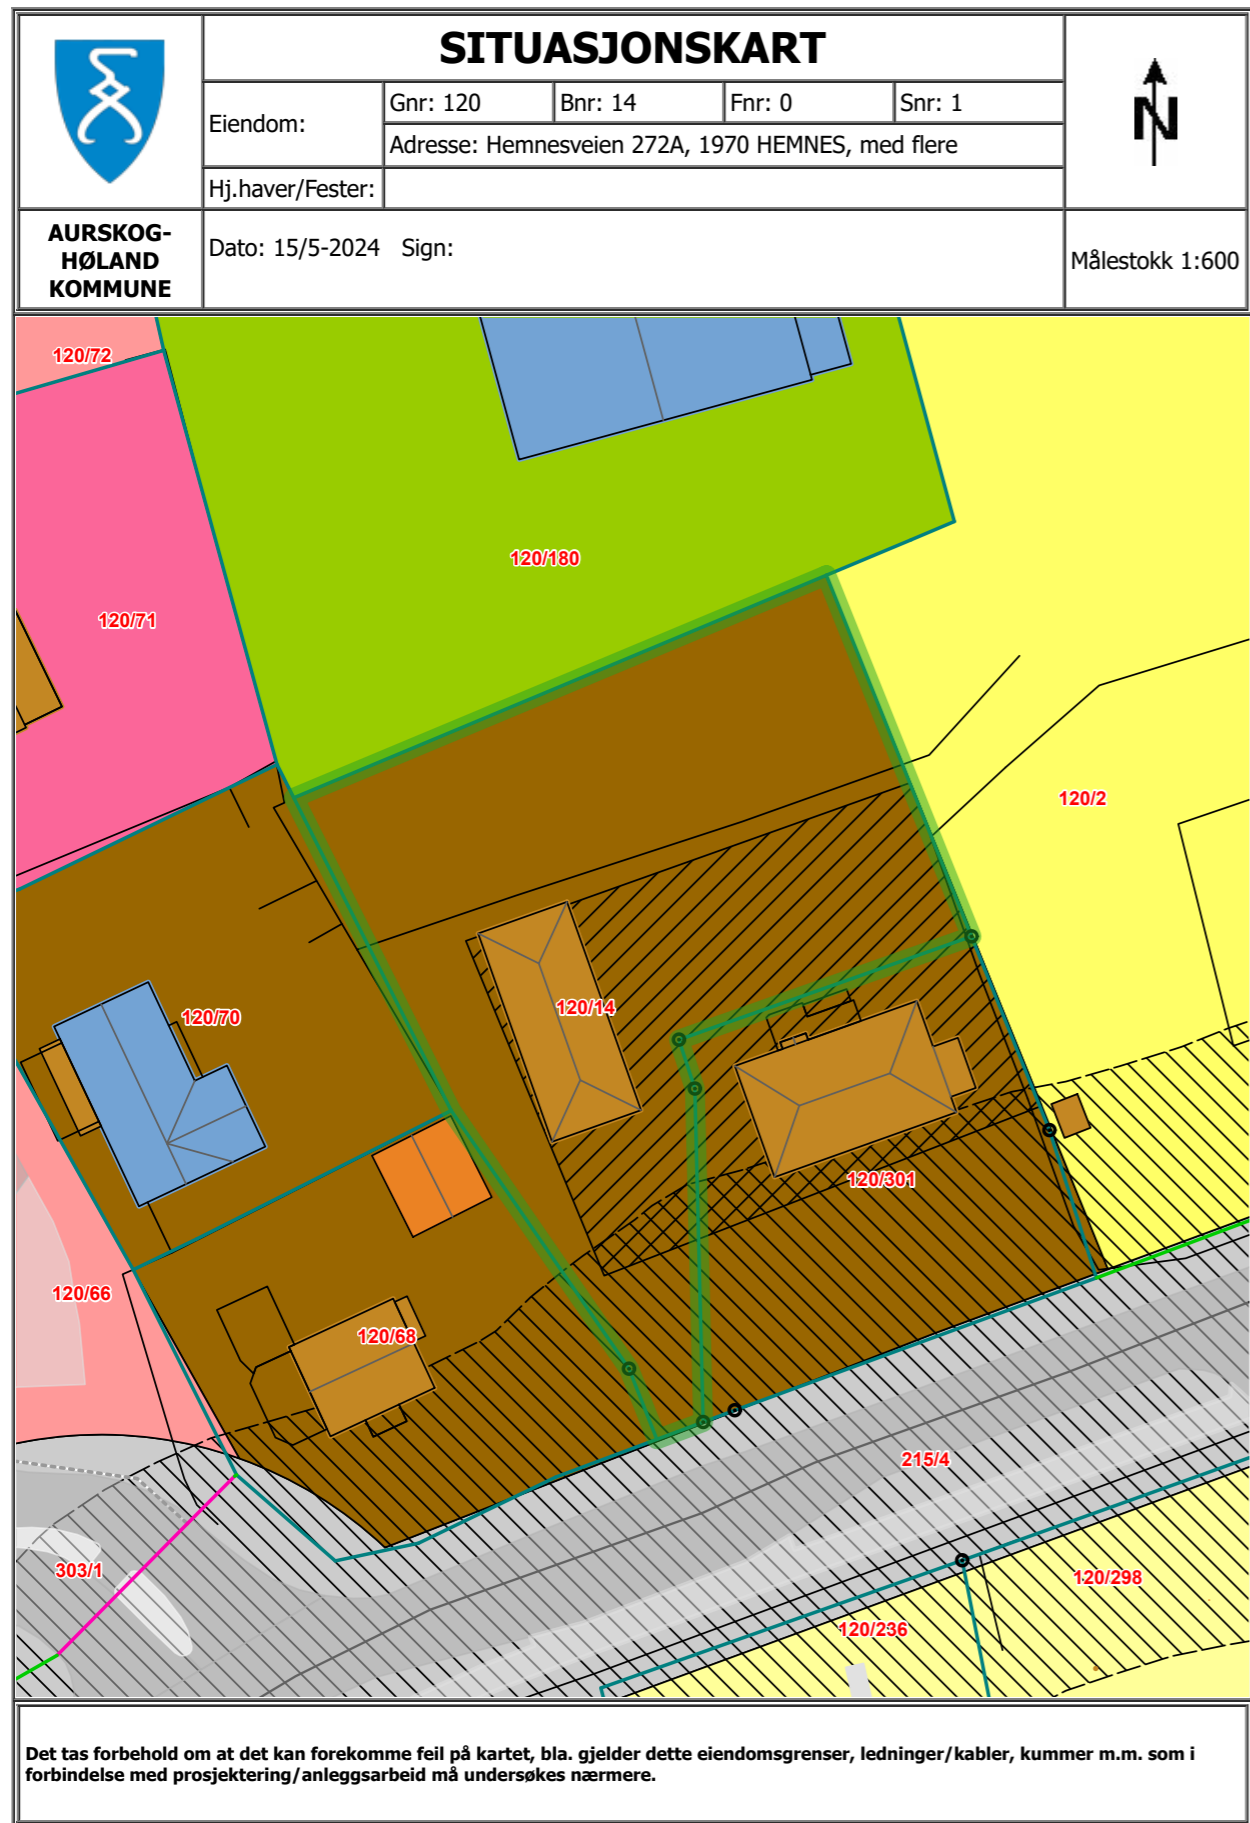 SITUASJONSKART
Eiendom:
Gnr: 120
Bnr: 14
Fnr: 0
Snr: 1
Adresse: Hemnesveien 272A, 1970 HEMNES, med flere
Hj.haver/Fester:
N
AURSKOG-
HØLAND
KOMMUNE
Dato: 15/5-2024 Sign:
Målestokk 1:600
120/72
120/180
120/71
120/2
120/14
120/70
120/301
120/66
120/68
215/4
303/1
120/298
120/236
Det tas forbehold om at det kan forekomme feil på kartet, bla. gjelder dette eiendomsgrenser, ledninger/kabler, kummer m.m. som i
forbindelse med prosjektering/anleggsarbeid må undersøkes nærmere.